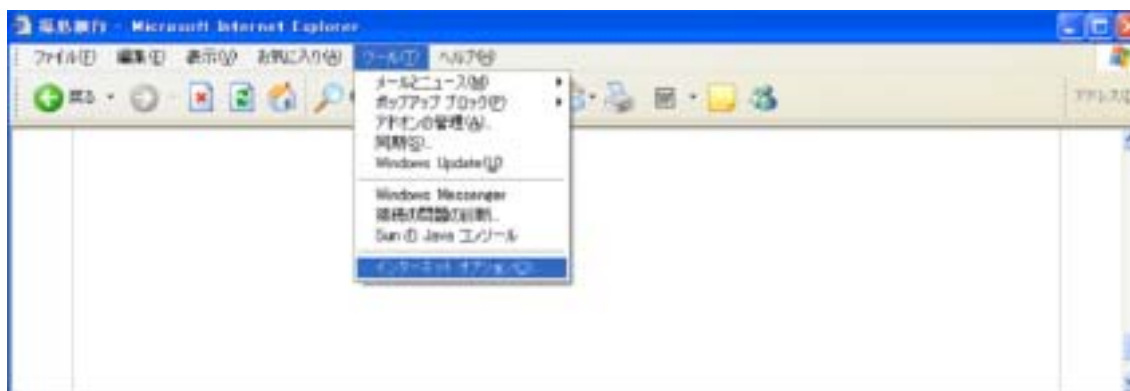 福島銀行 - Microsoft Internet Explorer
ファイル(F) 編集(E) 表示(V) お気に入り(A) ツール(T) ヘルプ(H)
戻る
メールとニュース(M)
ポップアップ ブロック(P)
アドオンの管理(A)...
同期(S)...
Windows Update(U)
Windows Messenger
接続の問題の診断...
Sun の Java コンソール
インターネット オプション(O)...
アドレス(D)